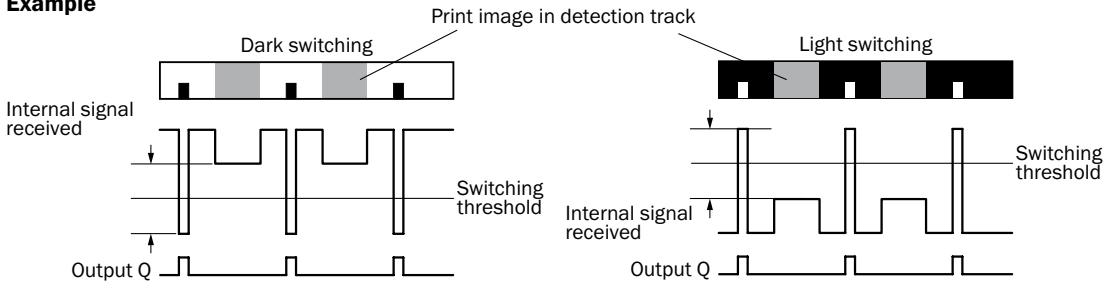 Example
Print image in detection track
Dark switching
Light switching
Internal signal
received
Switching
threshold
Output Q
Switching
threshold
Internal signal
received
Output Q